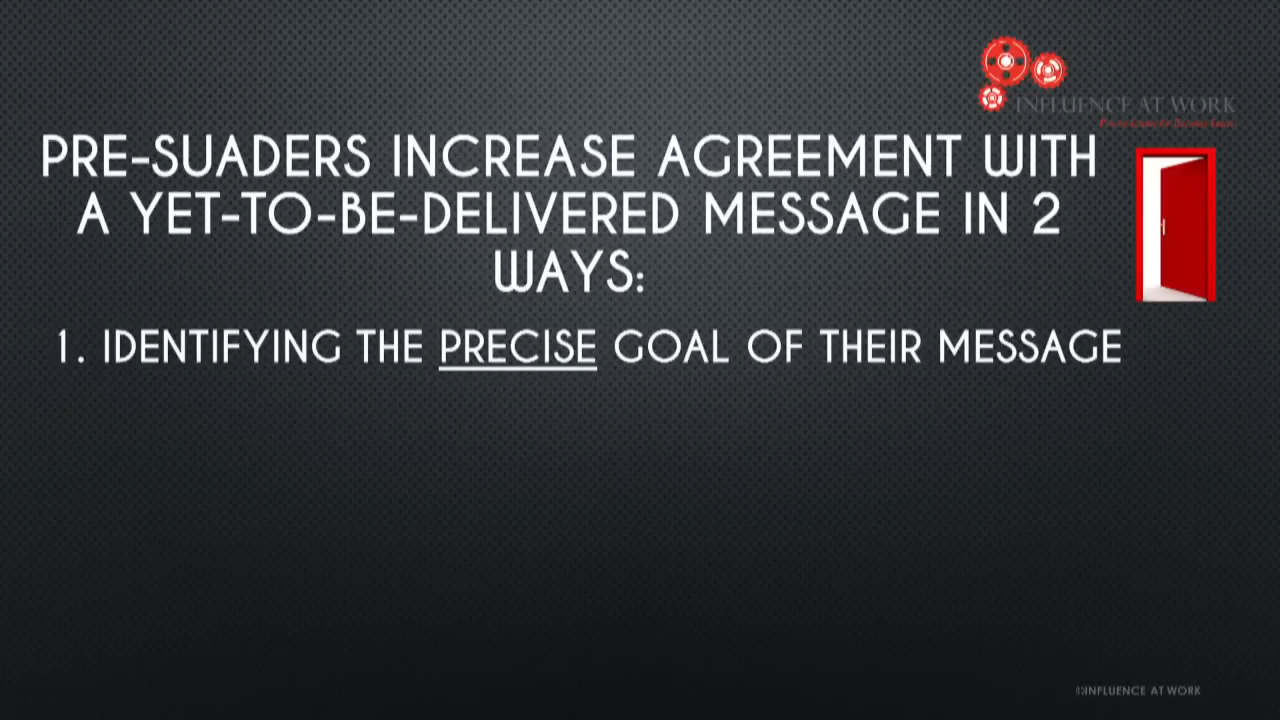 INFLUENCE AT WORK
PRE-SUADERS INCREASE AGREEMENT WITH
A YET-TO-BE-DELIVERED MESSAGE IN 2
WAYS:
1. IDENTIFYING THE PRECISE GOAL OF THEIR MESSAGE
©INFLUENCE AT WORK